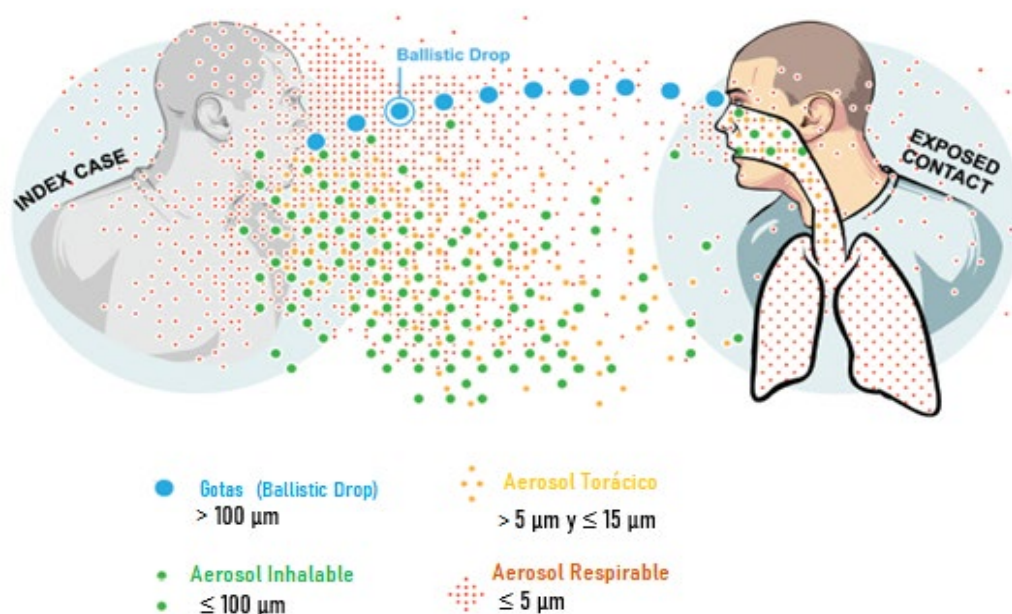 Ballistic Drop
INDEX CASE
EXPOSED
CONTACT
Gotas (Ballistic Drop)
> 100 µm
Aerosol Torácico
> 5 µm y ≤ 15 µm
Aerosol Inhalable
≤ 100 µm
Aerosol Respirable
≤ 5 µm